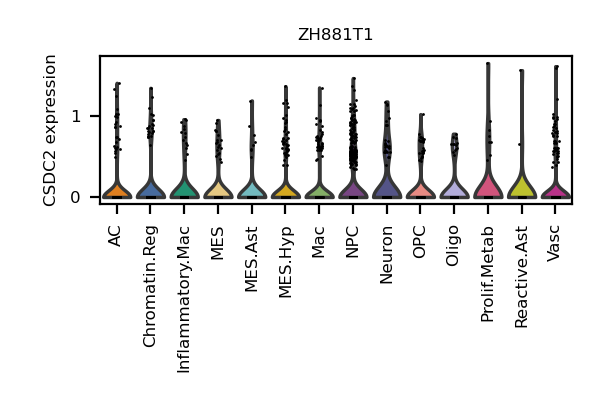 ZH881T1
CSDC2 expression
1
0
AC
Chromatin.Reg
Inflammatory.Mac
MES
MES.Ast
MES.Hyp
Mac
NPC
Neuron
OPC
Oligo
Prolif.Metab
Reactive.Ast
Vasc